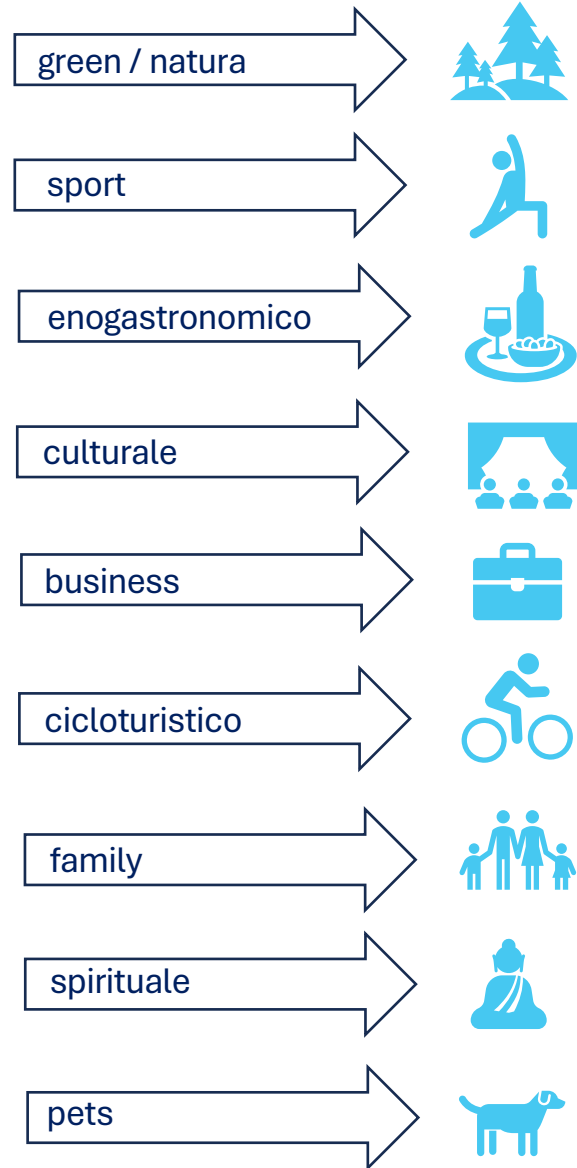 green / natura
sport
enogastronomico
culturale
business
cicloturistico
family
spirituale
pets